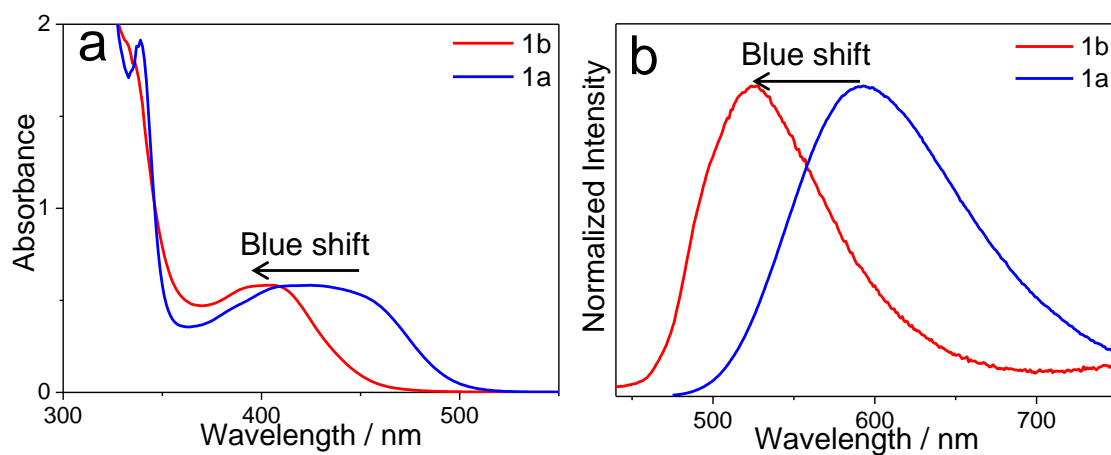 a
2
1
0
Absorbance
1b
1a
Blue shift
300
400
500
Wavelength / nm
b
Normalized Intensity
1b
1a
Blue shift
500
600
700
Wavelength / nm